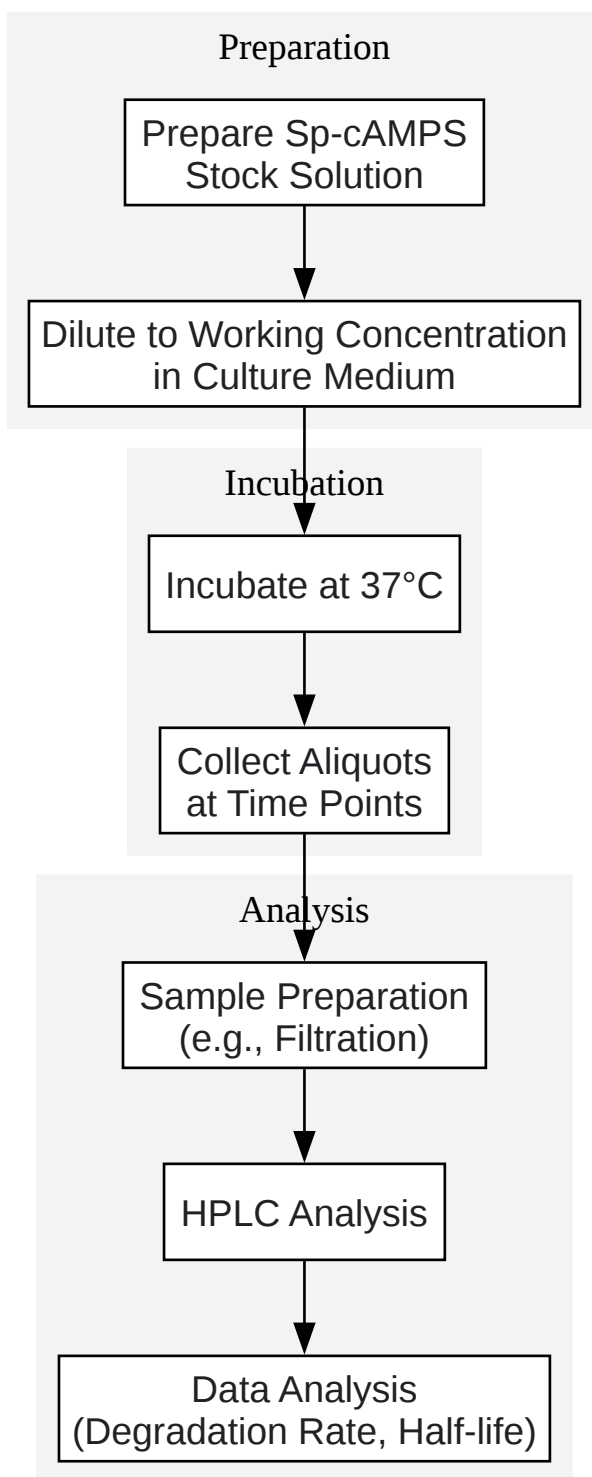 Preparation
Prepare Sp-cAMPS
Stock Solution
Dilute to Working Concentration
in Culture Medium
Incubation
Incubate at 37°C
Collect Aliquots
at Time Points
Analysis
Sample Preparation
(e.g., Filtration)
HPLC Analysis
Data Analysis
(Degradation Rate, Half-life)